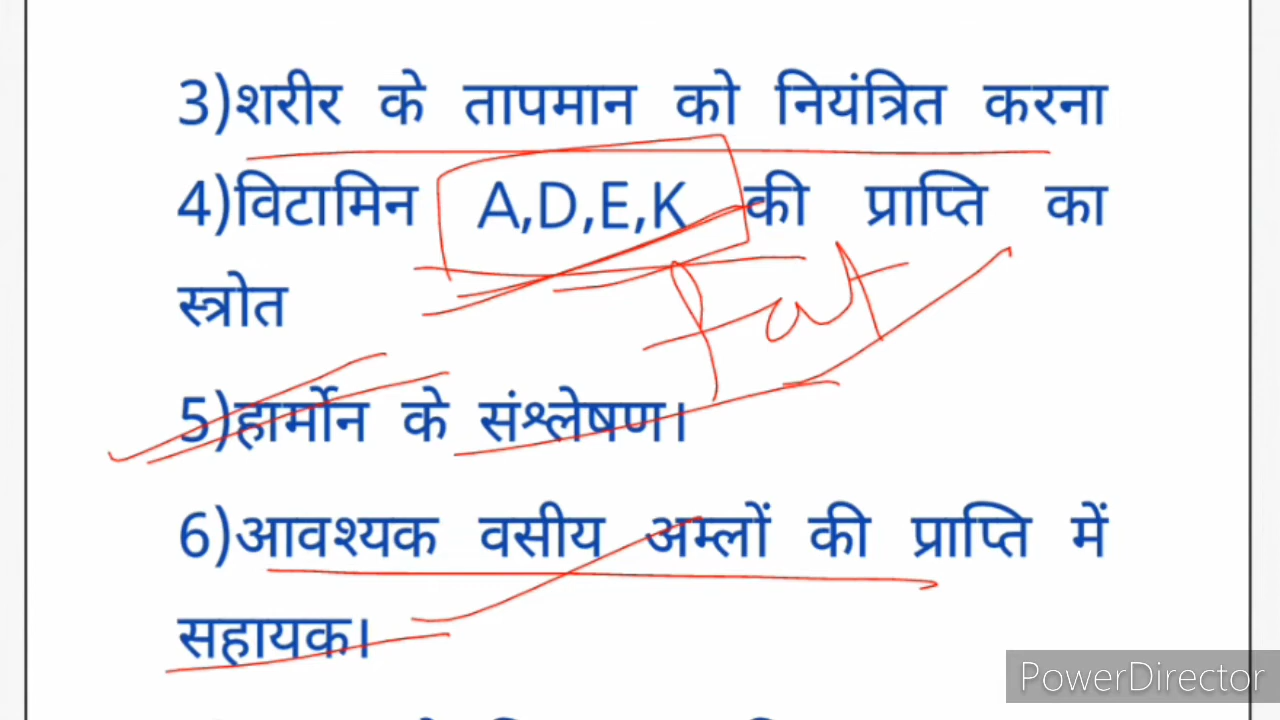 3)शरीर के तापमान को नियंत्रित करना
4)विटामिन A,D,E,K की प्राप्ति का
स्त्रोत
fat
5)हार्मोन के संश्लेषण।
6)आवश्यक वसीय अम्लों की प्राप्ति में
सहायक।
PowerDirector